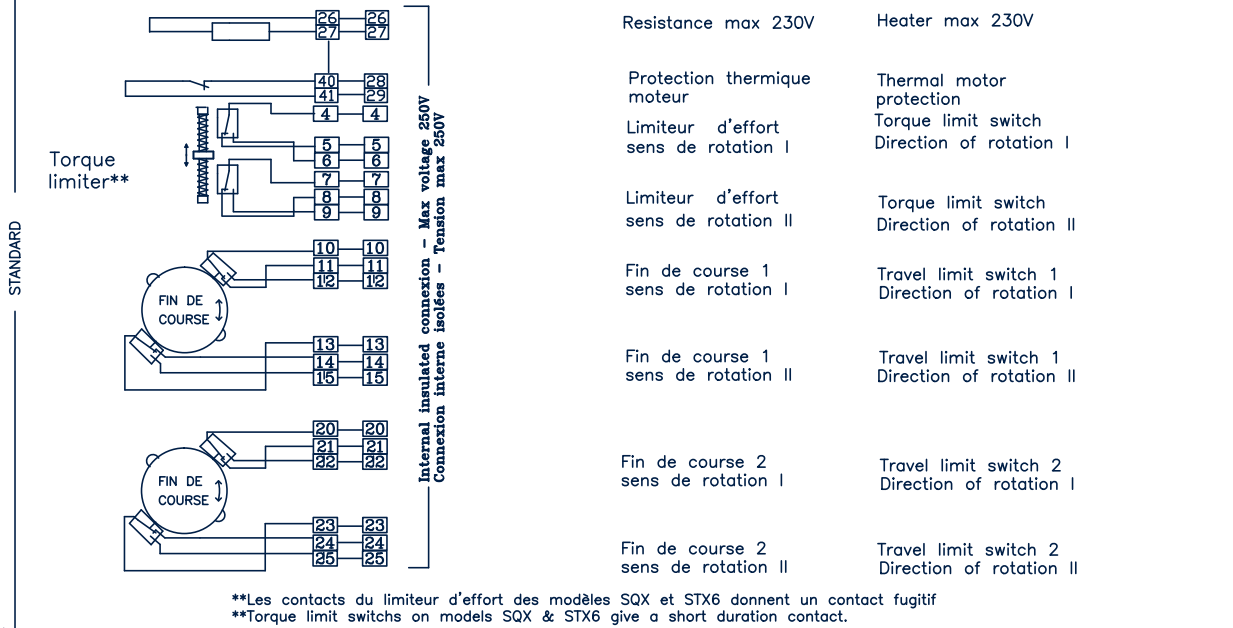 26 26 Resistance max 230V Heater max 230V
27 27
40 28 Protection thermique Thermal motor
41 29 moteur protection
4 4 Limiteur d'effort Torque limit switch
5 5 sens de rotation I Direction of rotation I
6 6
Torque
limiter**
7 7
8 8 Limiteur d'effort Torque limit switch
9 9 sens de rotation II Direction of rotation II
STANDARD
10 10
11 11 Fin de course 1 Travel limit switch 1
12 12 sens de rotation I Direction of rotation I
FIN DE
COURSE
13 13
14 14 Fin de course 1 Travel limit switch 1
15 15 sens de rotation II Direction of rotation II
20 20
21 21
22 22 Fin de course 2 Travel limit switch 2
sens de rotation I Direction of rotation I
FIN DE
COURSE
23 23
24 24 Fin de course 2 Travel limit switch 2
25 25 sens de rotation II Direction of rotation II
Internal insulated connexion - Max voltage 250V
Connexion interne isolées - Tension max 250V
**Les contacts du limiteur d'effort des modèles SQX et STX6 donnent un contact fugitif
**Torque limit switchs on models SQX & STX6 give a short duration contact.